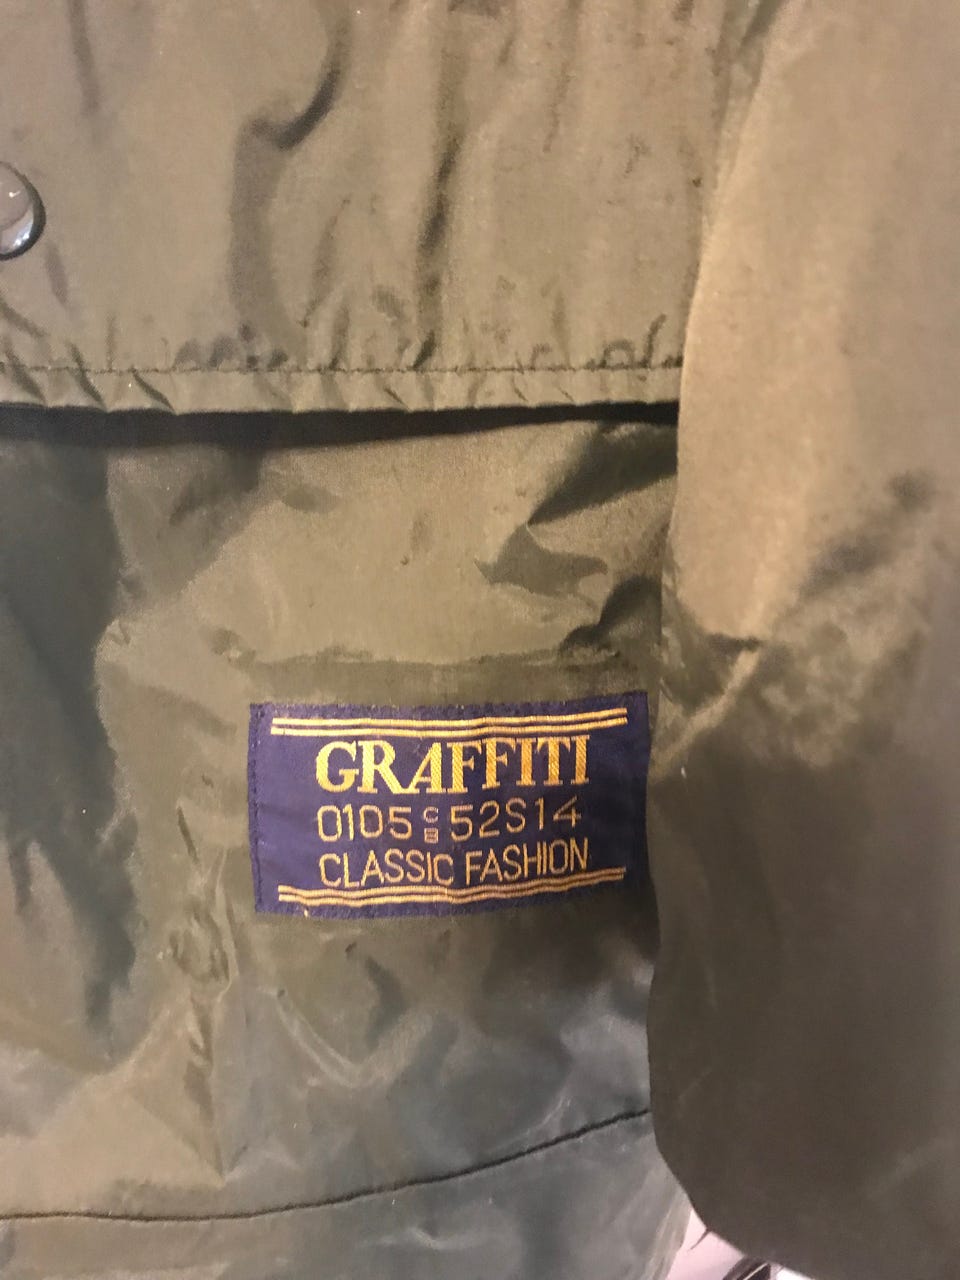 GRAFFITI
0105 C/B 52S14
CLASSIC FASHION